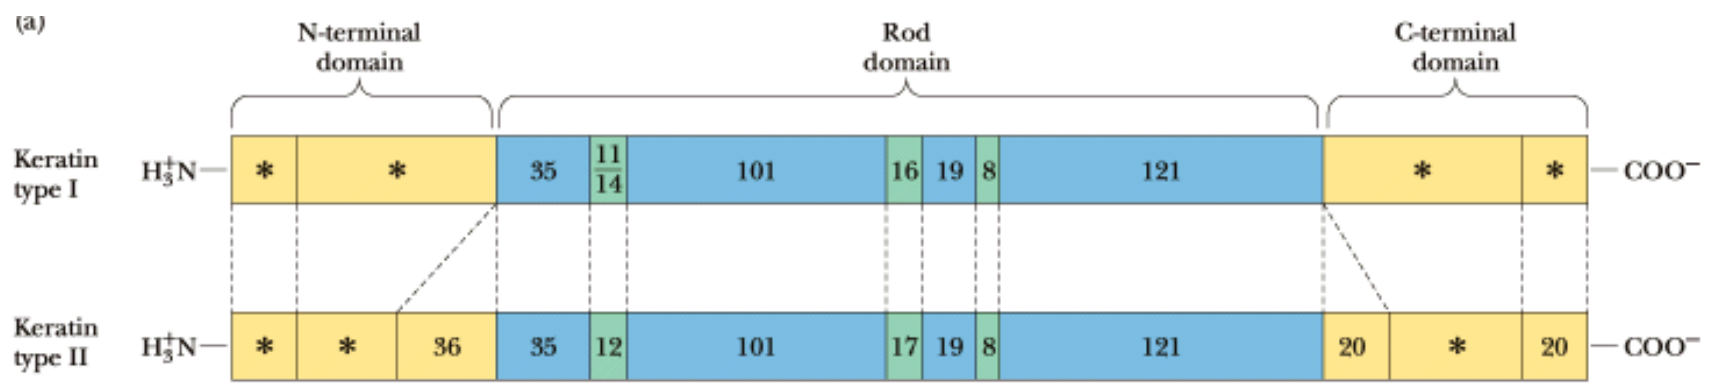 (a)
N-terminal
domain
Rod
domain
C-terminal
domain
Keratin
type I
H₃⁺N— * * 35 11/14 101 16 19 8 121 * * —COO⁻
Keratin
type II
H₃⁺N— * * 36 35 12 101 17 19 8 121 20 * 20 —COO⁻